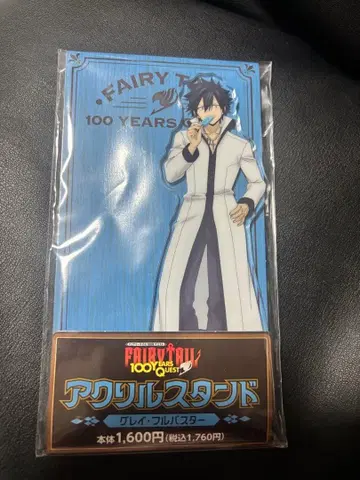 ·FAIRY TAIL
100 YEARS Q
FAIRY TAIL
100 YEARS QUEST
アクリルスタンド
グレイ・フルバスター
本体1,600円(税込1,760円)